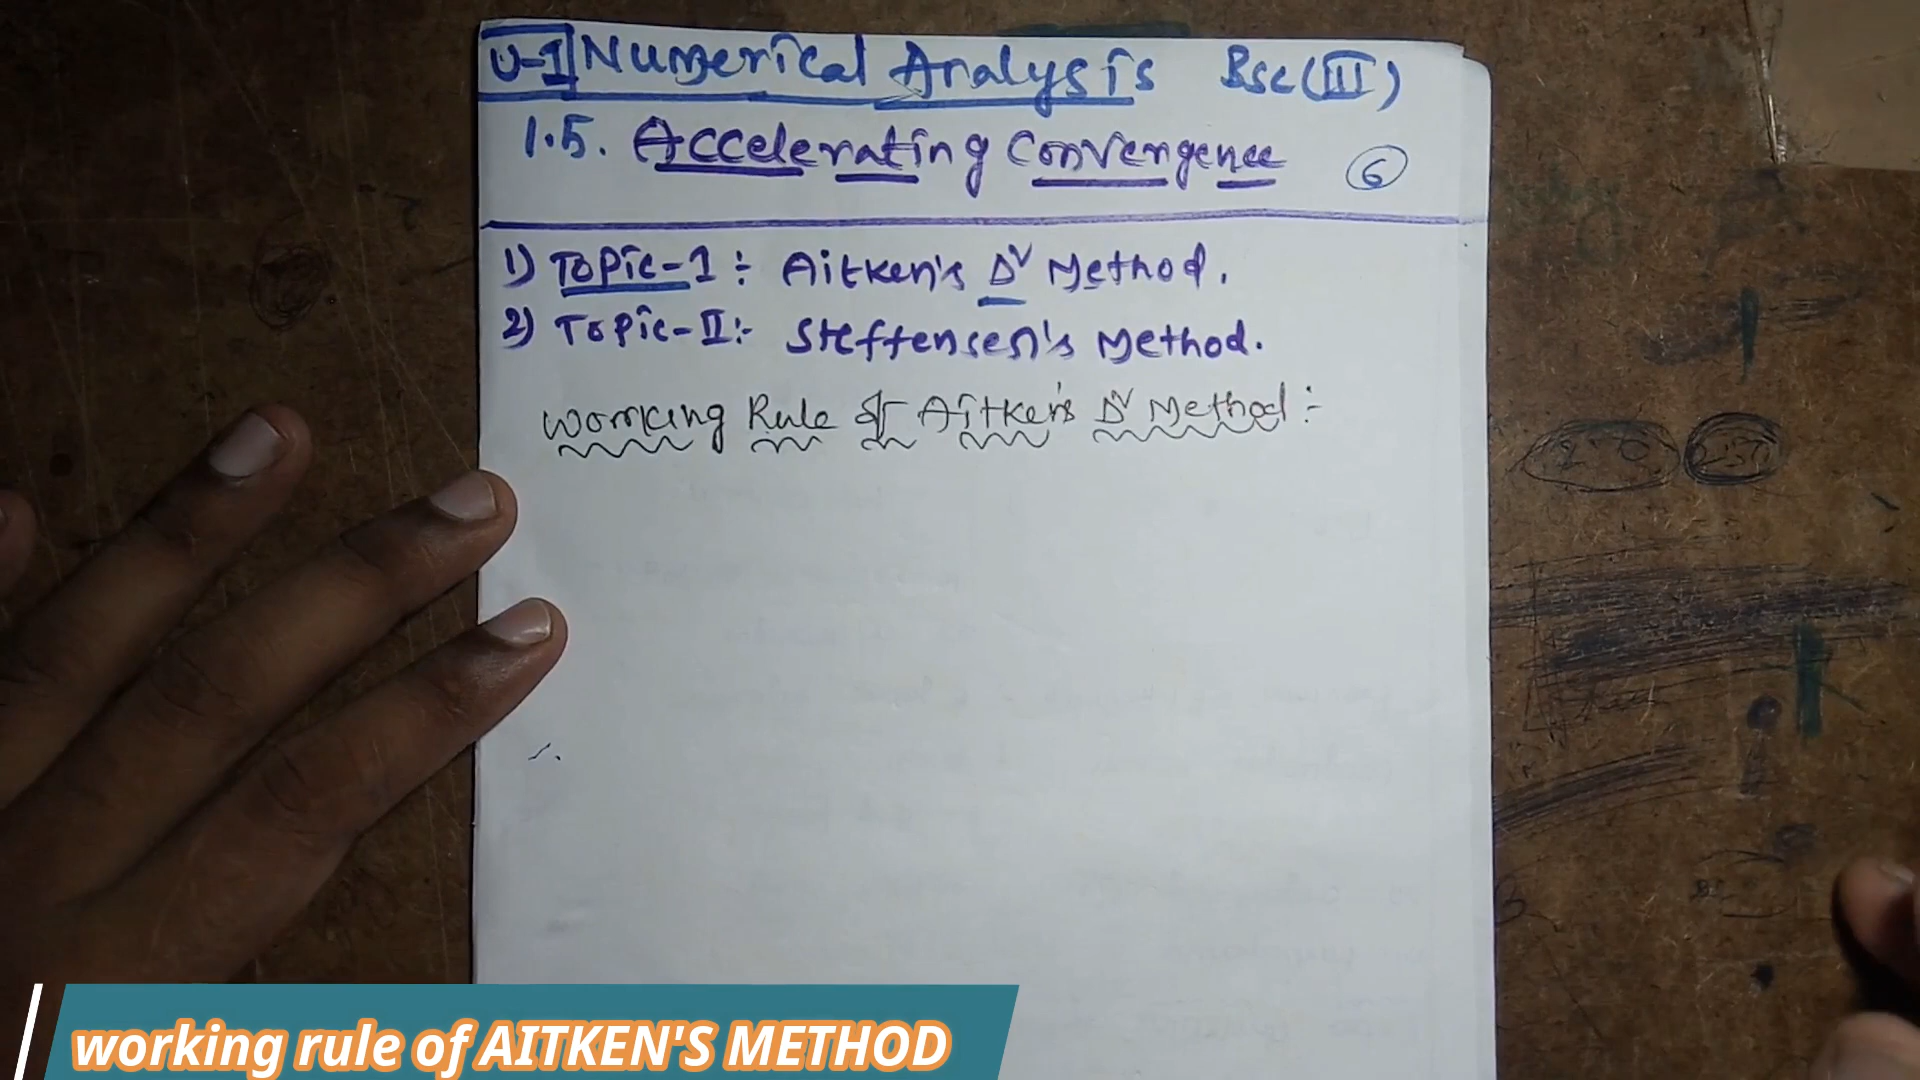 U-1 Numerical Analysis Bsc (III)
1.5. Accelerating Convergence 6
1) Topic-1 :- Aitken's Δ² Method.
2) Topic-II :- Steffensen's Method.
Working Rule of Aitken's Δ² Method :-
working rule of AITKEN'S METHOD